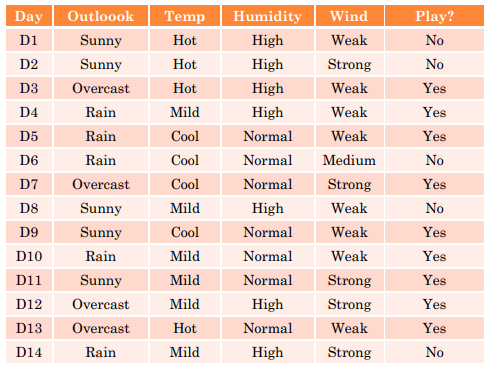 Day Outloook Temp Humidity Wind Play?
D1 Sunny Hot High Weak No
D2 Sunny Hot High Strong No
D3 Overcast Hot High Weak Yes
D4 Rain Mild High Weak Yes
D5 Rain Cool Normal Weak Yes
D6 Rain Cool Normal Medium No
D7 Overcast Cool Normal Strong Yes
D8 Sunny Mild High Weak No
D9 Sunny Cool Normal Weak Yes
D10 Rain Mild Normal Weak Yes
D11 Sunny Mild Normal Strong Yes
D12 Overcast Mild High Strong Yes
D13 Overcast Hot Normal Weak Yes
D14 Rain Mild High Strong No